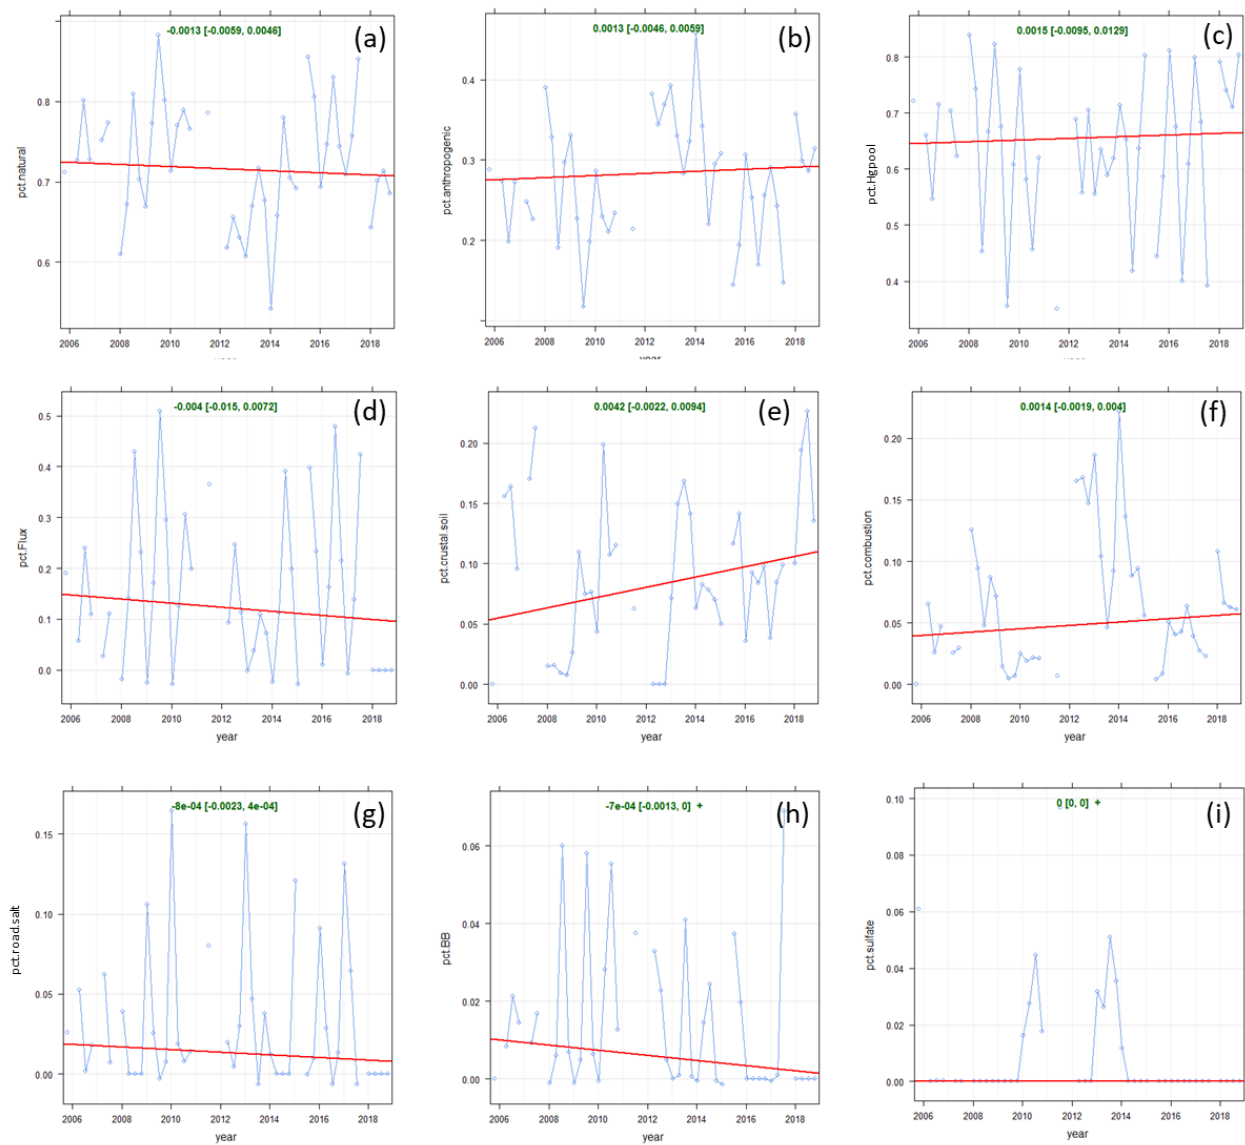 -0.0013 [-0.0059, 0.0046]
(a)
pct.natural
0.8
0.7
0.6
2006 2008 2010 2012 2014 2016 2018
0.0013 [-0.0046, 0.0059]
(b)
pct.anthropogenic
0.4
0.3
0.2
2006 2008 2010 2012 2014 2016 2018
year
0.0015 [-0.0095, 0.0129]
(c)
pct.Hgpool
0.8
0.7
0.6
0.5
0.4
2006 2008 2010 2012 2014 2016 2018
-0.004 [-0.015, 0.0072]
(d)
pct.Flux
0.5
0.4
0.3
0.2
0.1
0.0
2006 2008 2010 2012 2014 2016 2018
year
0.0042 [-0.0022, 0.0094]
(e)
pct.crustal.soil
0.20
0.15
0.10
0.05
0.00
2006 2008 2010 2012 2014 2016 2018
year
0.0014 [-0.0019, 0.004]
(f)
pct.combustion
0.20
0.15
0.10
0.05
0.00
2006 2008 2010 2012 2014 2016 2018
year
-8e-04 [-0.0023, 4e-04]
(g)
pct.road.salt
0.15
0.10
0.05
0.00
2006 2008 2010 2012 2014 2016 2018
year
-7e-04 [-0.0013, 0] +
(h)
pct.BB
0.06
0.04
0.02
0.00
2006 2008 2010 2012 2014 2016 2018
year
0 [0, 0] +
(i)
pct.sulfate
0.10
0.08
0.06
0.04
0.02
0.00
2006 2008 2010 2012 2014 2016 2018
year